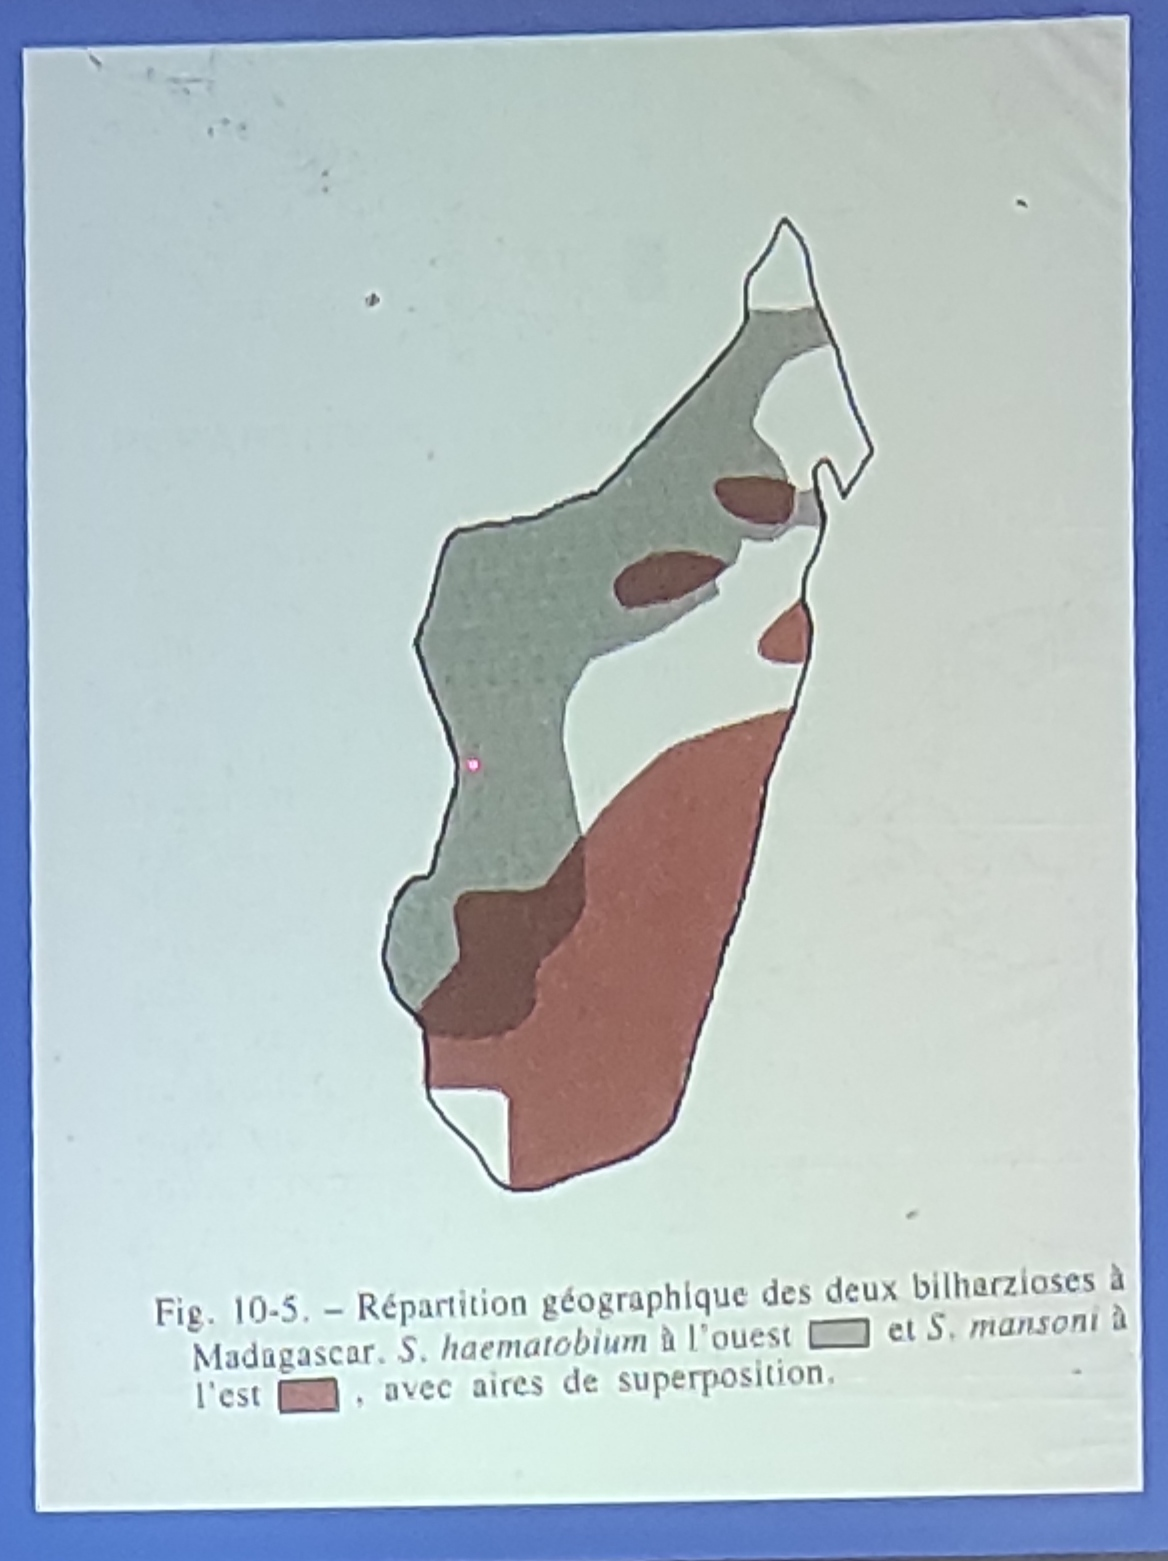 Fig. 10-5. – Répartition géographique des deux bilharzioses à
Madagascar. S. haematobium à l'ouest et S. mansoni à
l'est , avec aires de superposition.